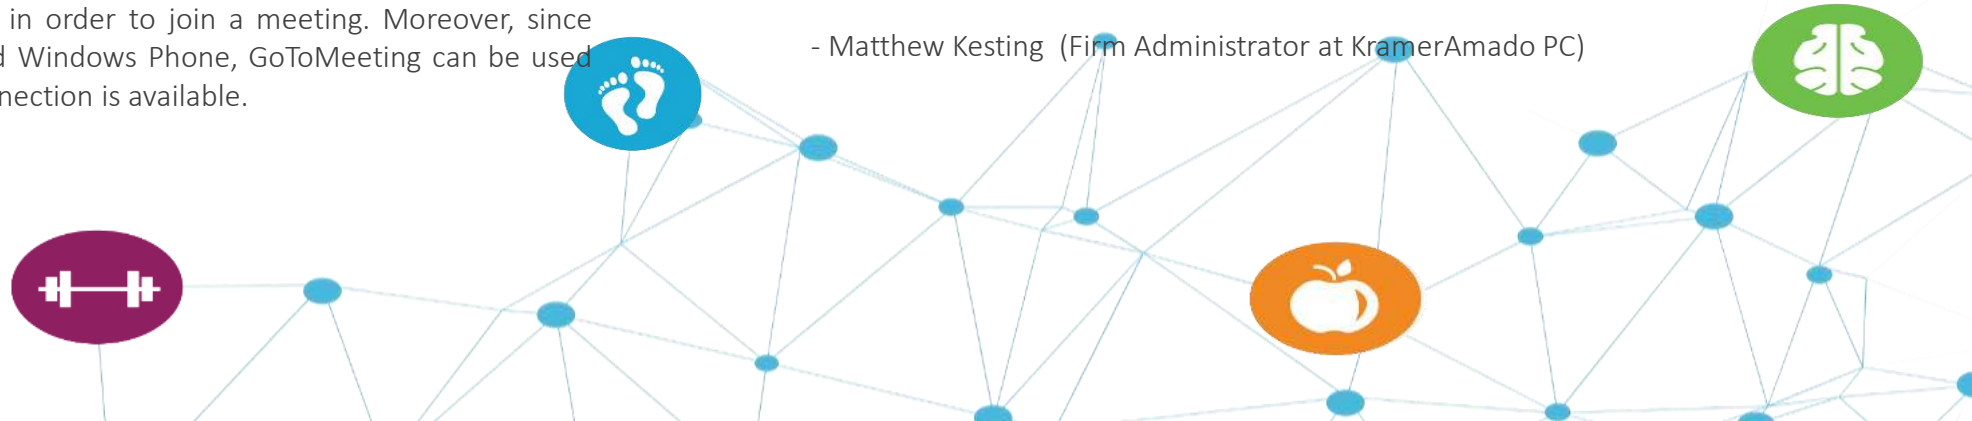 in order to join a meeting. Moreover, since
Windows Phone, GoToMeeting can be used
nection is available.
- Matthew Kesting (Firm Administrator at KramerAmado PC)